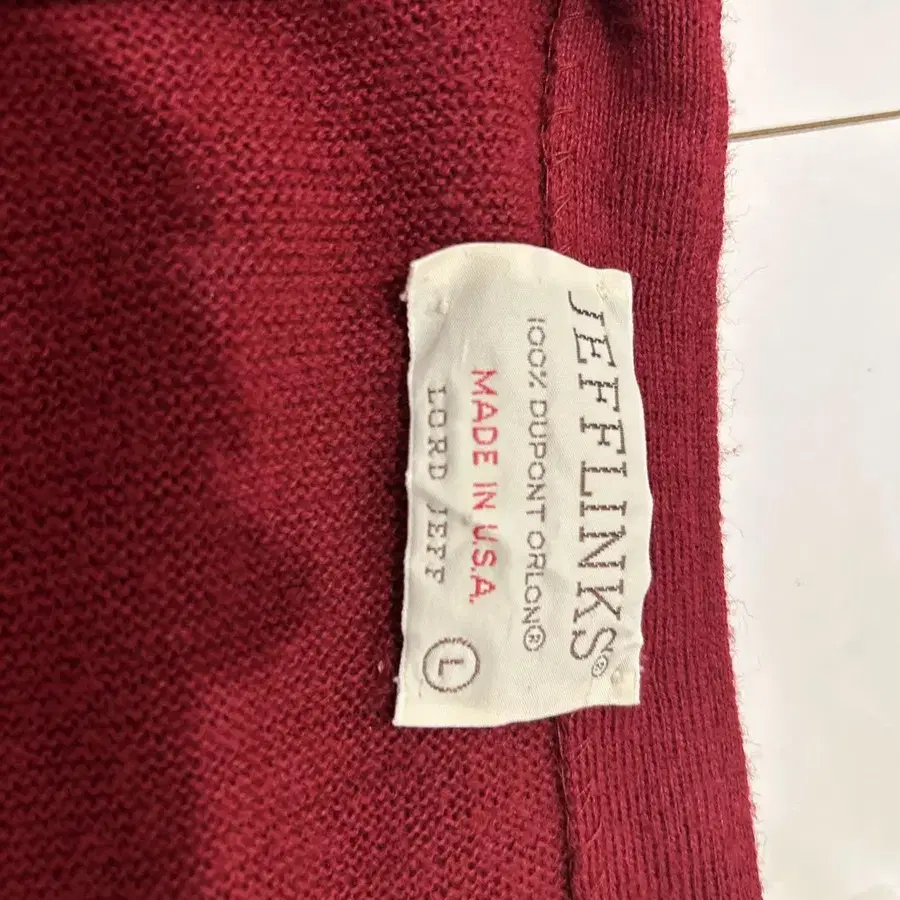 JEFFLINKS®
100% DUPONT ORLON®
MADE IN U.S.A.
LORD JEFF L